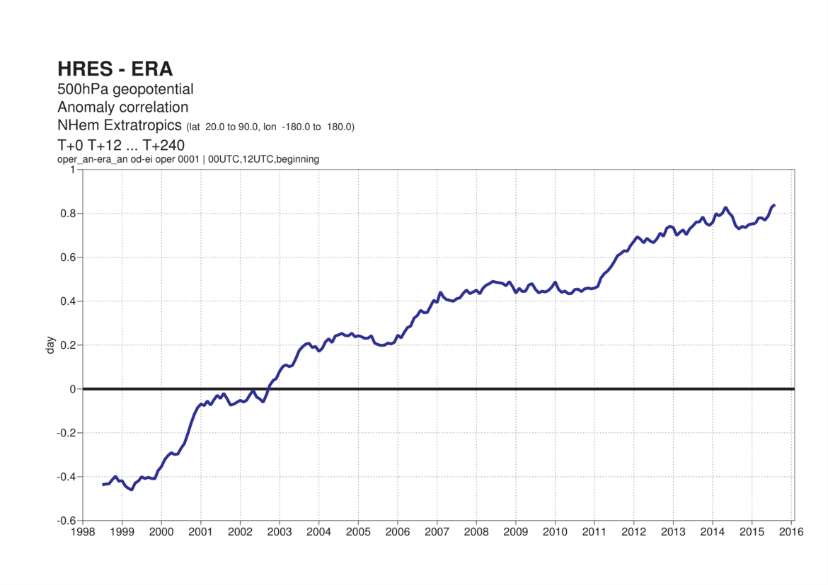 HRES - ERA
500hPa geopotential
Anomaly correlation
NHem Extratropics (lat 20.0 to 90.0, lon -180.0 to 180.0)
T+0 T+12 ... T+240
oper_an-era_an od-ei oper 0001 | 00UTC,12UTC,beginning
1
0.8
0.6
0.4
0.2
0
-0.2
-0.4
-0.6
day
1998 1999 2000 2001 2002 2003 2004 2005 2006 2007 2008 2009 2010 2011 2012 2013 2014 2015 2016